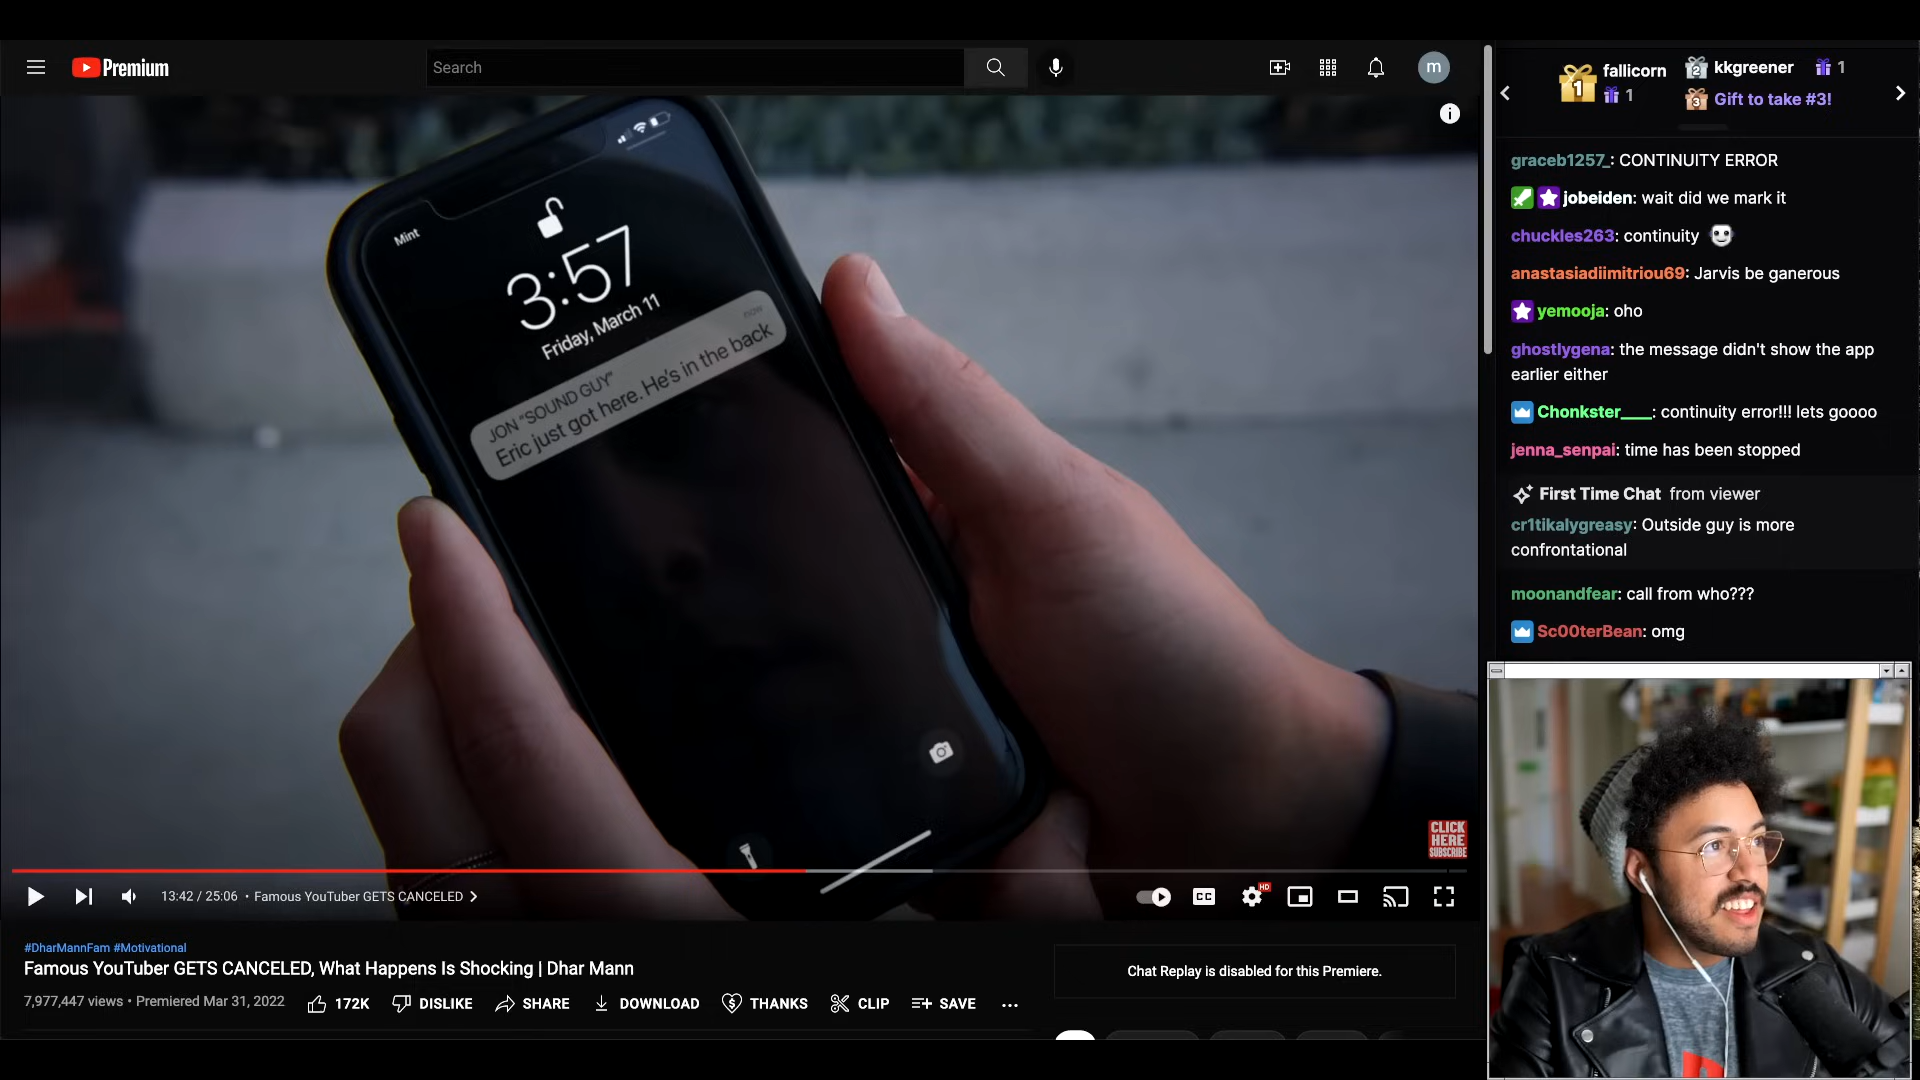 Premium
Search
m
fallicorn
1
1
2
kkgreener
1
3
Gift to take #3!
graceb1257_: CONTINUITY ERROR
jobeiden: wait did we mark it
chuckles263: continuity
anastasiadiimitriou69: Jarvis be ganerous
yemooja: oho
ghostlygena: the message didn't show the app
earlier either
Chonkster____: continuity error!!! lets goooo
jenna_senpai: time has been stopped
First Time Chat from viewer
cr1tikalygreasy: Outside guy is more
confrontational
moonandfear: call from who???
Sc00terBean: omg
Mint
3:57
Friday, March 11
JON "SOUND GUY"
now
Eric just got here. He's in the back
CLICK
HERE
SUBSCRIBE
13:42 / 25:06 • Famous YouTuber GETS CANCELED
CC
HD
#DharMannFam #Motivational
Famous YouTuber GETS CANCELED, What Happens Is Shocking | Dhar Mann
7,977,447 views • Premiered Mar 31, 2022
172K
DISLIKE
SHARE
DOWNLOAD
THANKS
CLIP
SAVE
Chat Replay is disabled for this Premiere.